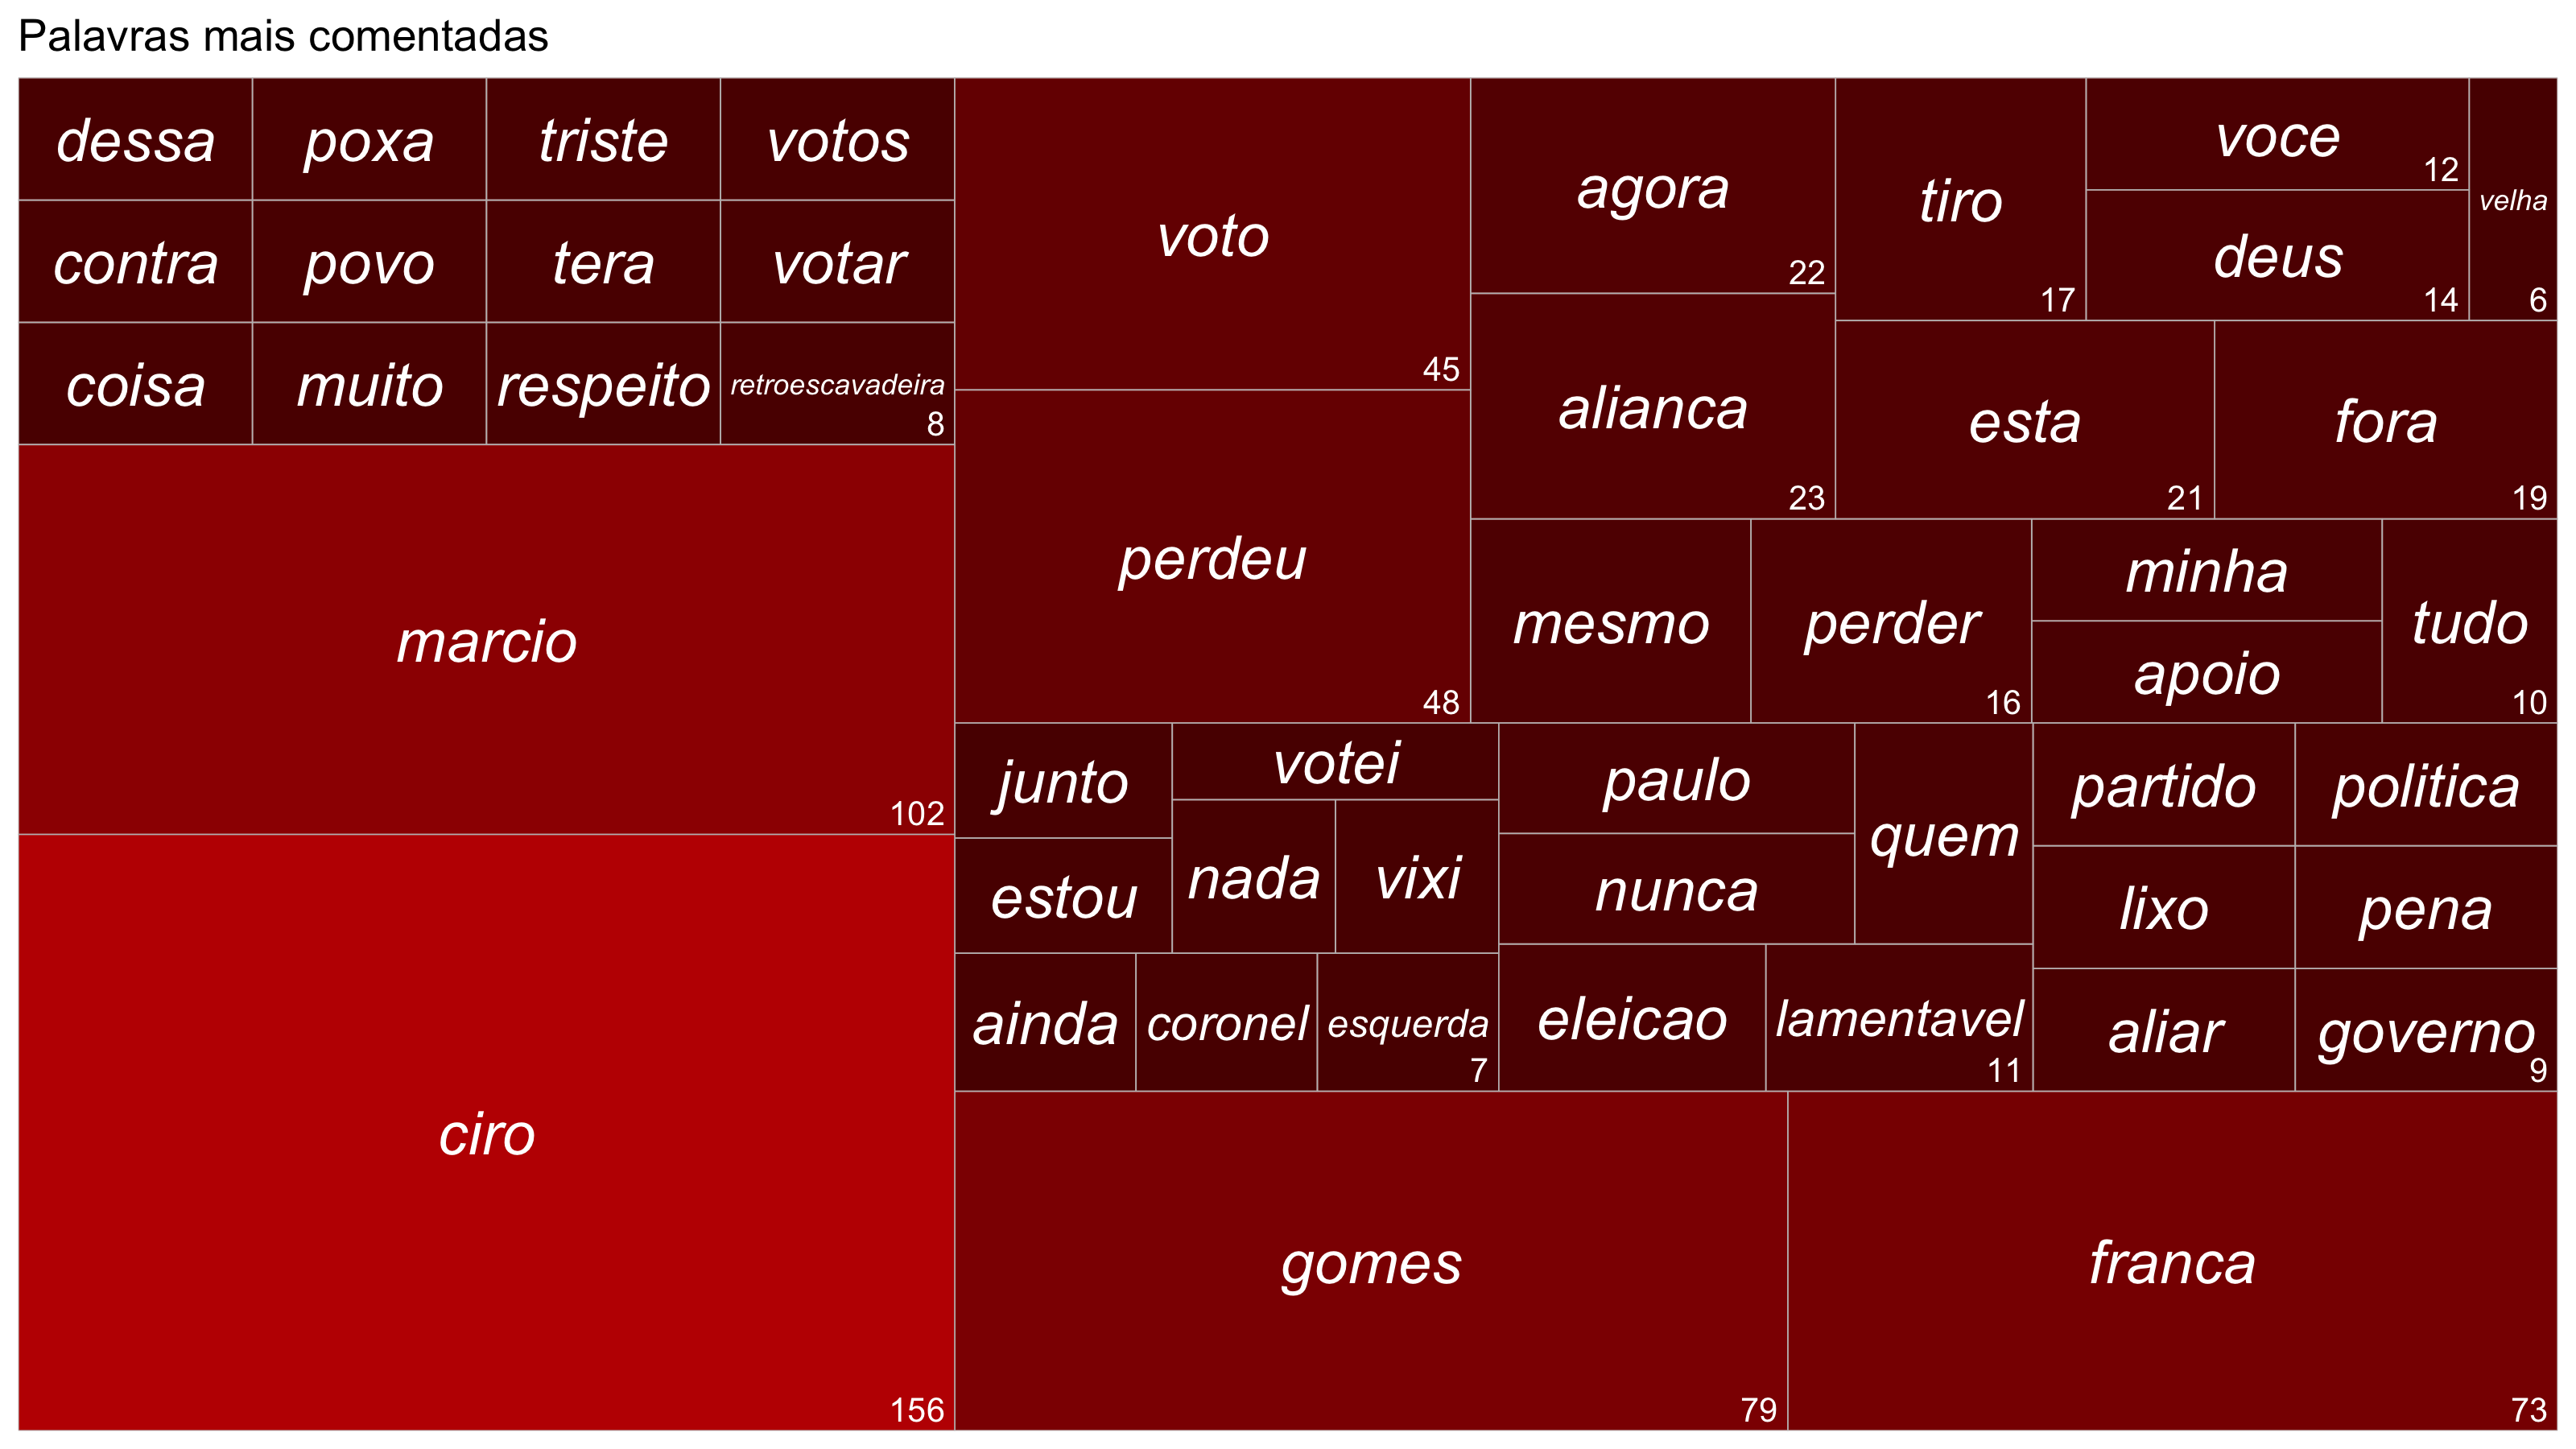 Palavras mais comentadas
dessa
poxa
triste
votos
contra
povo
tera
votar
coisa
muito
respeito
retroescavadeira
8
marcio
102
ciro
156
voto
45
perdeu
48
agora
22
alianca
23
tiro
17
voce
12
deus
14
velha
6
esta
21
fora
19
mesmo
perder
16
minha
apoio
tudo
10
junto
estou
votei
nada
vixi
ainda
coronel
esquerda
7
paulo
nunca
quem
eleicao
lamentavel
11
partido
politica
lixo
pena
aliar
governo
9
gomes
79
franca
73